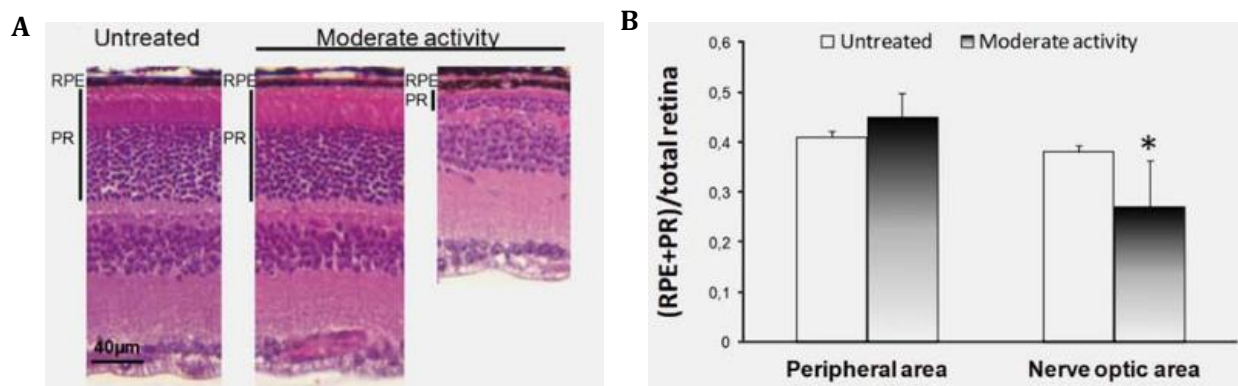 A
Untreated
Moderate activity
RPE
PR
RPE
PR
RPE
PR
40µm
B
Untreated
Moderate activity
(RPE+PR)/total retina
0,6
0,5
0,4
0,3
0,2
0,1
0
*
Peripheral area
Nerve optic area